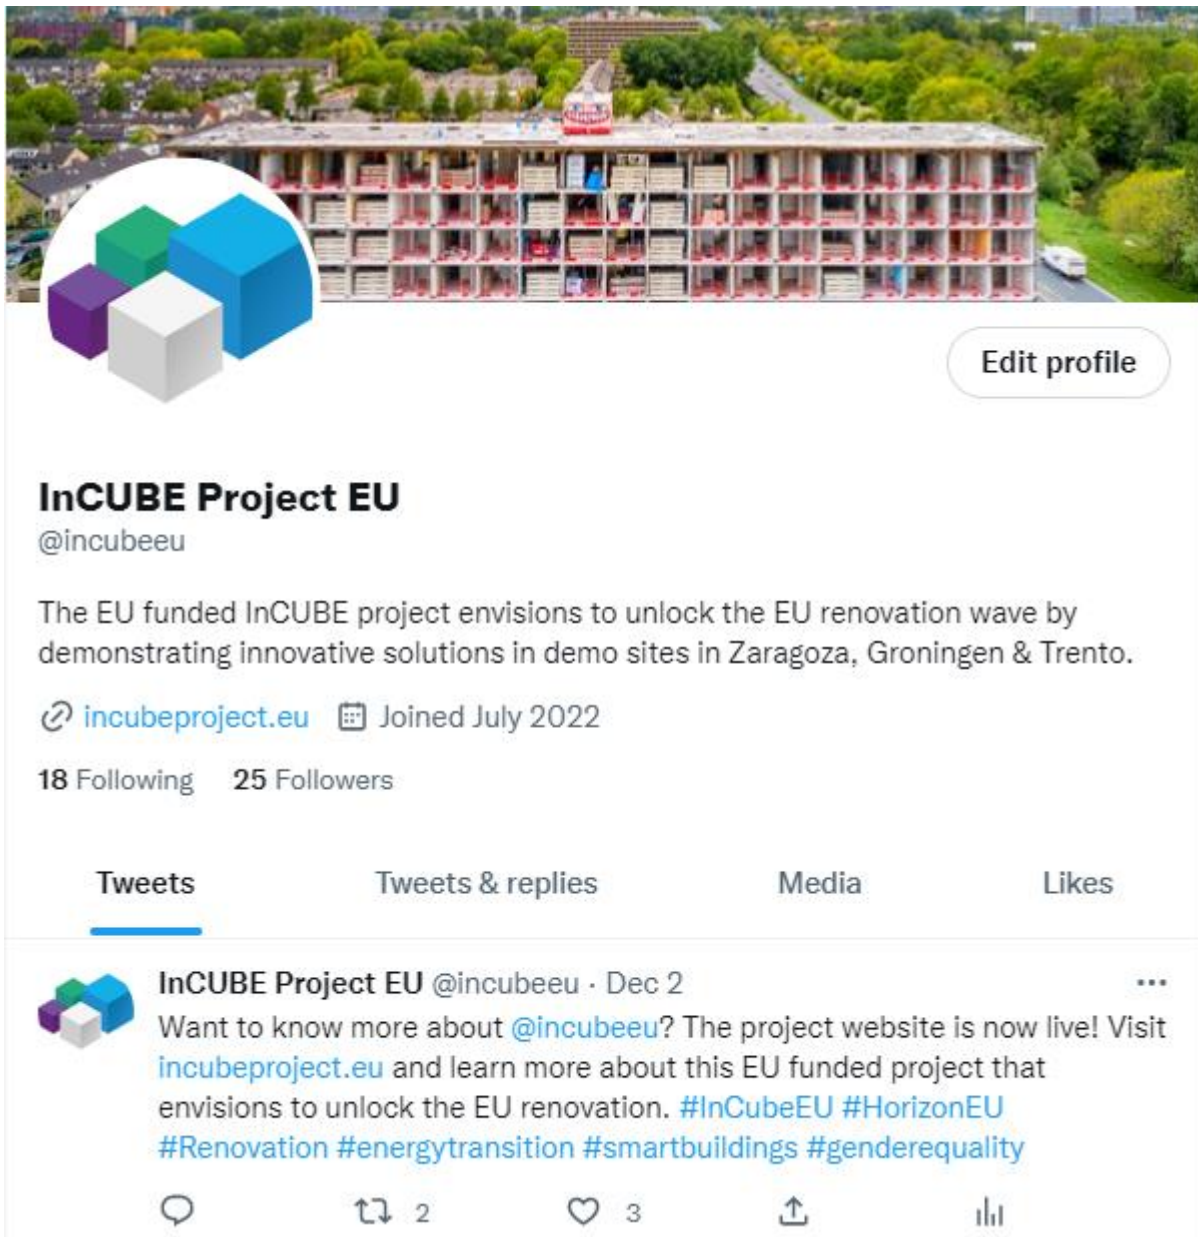 Edit profile
InCUBE Project EU
@incubeeu
The EU funded InCUBE project envisions to unlock the EU renovation wave by
demonstrating innovative solutions in demo sites in Zaragoza, Groningen & Trento.
incubeproject.eu Joined July 2022
18 Following 25 Followers
Tweets Tweets & replies Media Likes
InCUBE Project EU @incubeeu · Dec 2
Want to know more about @incubeeu? The project website is now live! Visit
incubeproject.eu and learn more about this EU funded project that
envisions to unlock the EU renovation. #InCubeEU #HorizonEU
#Renovation #energytransition #smartbuildings #genderequality
2 3